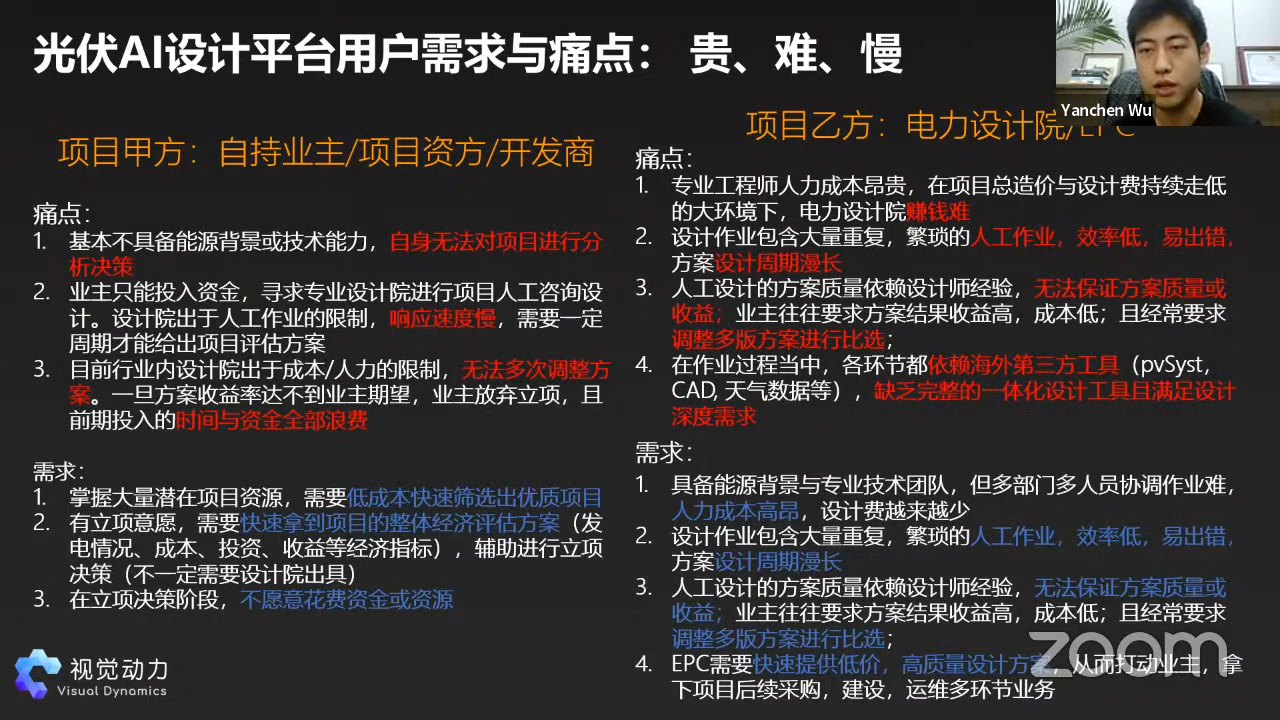 光伏AI设计平台用户需求与痛点： 贵、难、慢
Yanchen Wu
项目甲方：自持业主/项目资方/开发商
痛点：
1. 基本不具备能源背景或技术能力，自身无法对项目进行分
析决策
2. 业主只能投入资金，寻求专业设计院进行项目人工咨询设
计。设计院出于人工作业的限制，响应速度慢，需要一定
周期才能给出项目评估方案
3. 目前行业内设计院出于成本/人力的限制，无法多次调整方
案。一旦方案收益率达不到业主期望，业主放弃立项，且
前期投入的时间与资金全部浪费
需求：
1. 掌握大量潜在项目资源，需要低成本快速筛选出优质项目
2. 有立项意愿，需要快速拿到项目的整体经济评估方案（发
电情况、成本、投资、收益等经济指标），辅助进行立项
决策（不一定需要设计院出具）
3. 在立项决策阶段，不愿意花费资金或资源
项目乙方：电力设计院/EPC
痛点：
1. 专业工程师人力成本昂贵，在项目总造价与设计费持续走低
的大环境下，电力设计院赚钱难
2. 设计作业包含大量重复，繁琐的人工作业，效率低，易出错，
方案设计周期漫长
3. 人工设计的方案质量依赖设计师经验，无法保证方案质量或
收益；业主往往要求方案结果收益高，成本低；且经常要求
调整多版方案进行比选；
4. 在作业过程当中，各环节都依赖海外第三方工具（pvSyst，
CAD, 天气数据等），缺乏完整的一体化设计工具且满足设计
深度需求
需求：
1. 具备能源背景与专业技术团队，但多部门多人员协调作业难，
人力成本高昂，设计费越来越少
2. 设计作业包含大量重复，繁琐的人工作业，效率低，易出错，
方案设计周期漫长
3. 人工设计的方案质量依赖设计师经验，无法保证方案质量或
收益；业主往往要求方案结果收益高，成本低；且经常要求
调整多版方案进行比选；
4. EPC需要快速提供低价，高质量设计方案，从而打动业主，拿
下项目后续采购，建设，运维多环节业务
视觉动力
Visual Dynamics
zoom